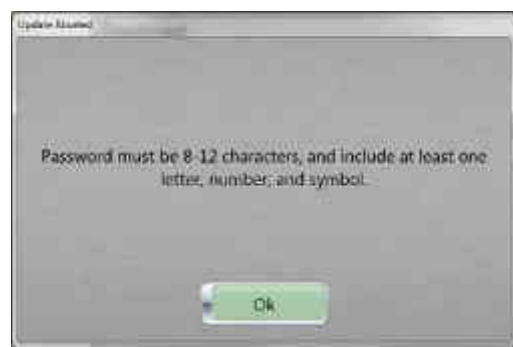 Password must be 8-12 characters, and include at least one
letter, number, and symbol.
Ok